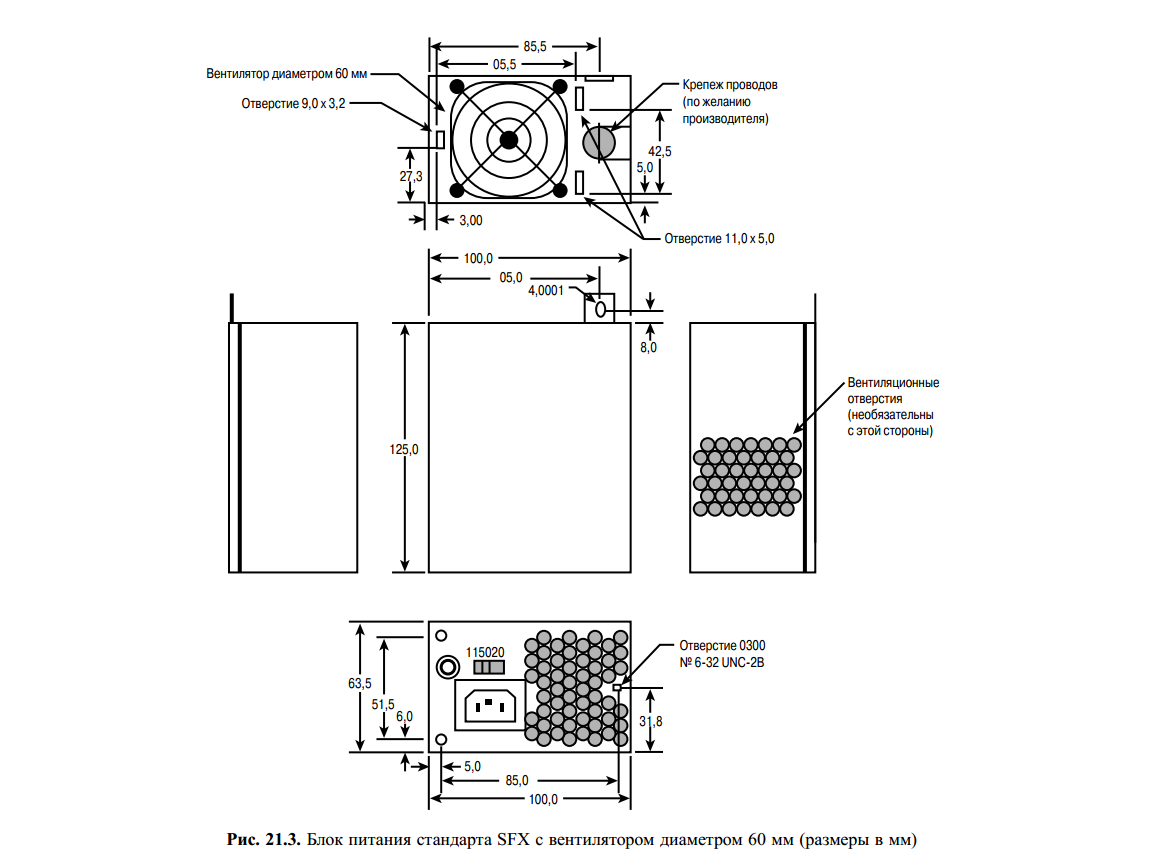 85,5
05,5
Вентилятор диаметром 60 мм
Отверстие 9,0 x 3,2
Крепеж проводов
(по желанию
производителя)
42,5
5,0
27,3
3,00
Отверстие 11,0 x 5,0
100,0
05,0
4,0001
8,0
125,0
Вентиляционные
отверстия
(необязательны
с этой стороны)
115020
Отверстие 0300
№ 6-32 UNC-2B
63,5
51,5
6,0
31,8
5,0
85,0
100,0
Рис. 21.3. Блок питания стандарта SFX с вентилятором диаметром 60 мм (размеры в мм)